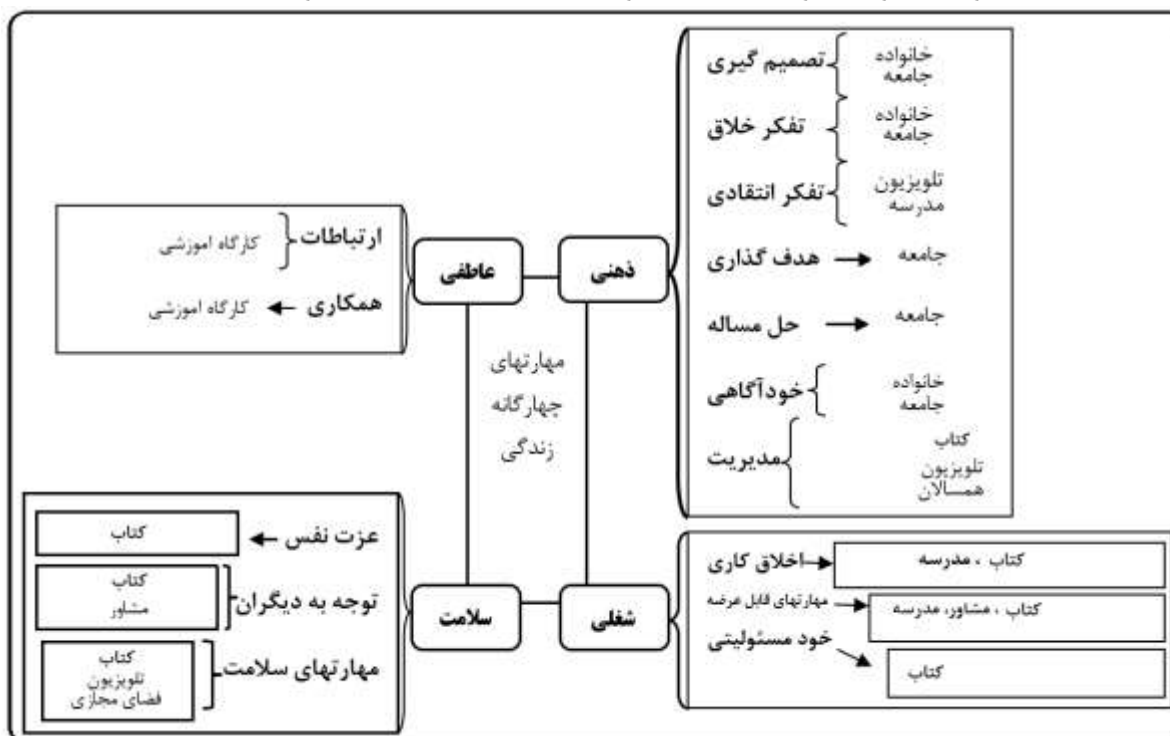 تصمیم گیری
خانواده
جامعه
تفکر خلاق
خانواده
جامعه
تفکر انتقادی
تلویزیون
مدرسه
هدف گذاری
جامعه
حل مساله
جامعه
خودآگاهی
خانواده
جامعه
مدیریت
کتاب
تلویزیون
همسالان
ذهنی
عاطفی
ارتباطات
کارگاه اموزشی
همکاری
کارگاه اموزشی
مهارتهای
چهارگانه
زندگی
شغلی
اخلاق کاری
کتاب ، مدرسه
مهارتهای قابل عرضه
کتاب ، مشاور، مدرسه
خود مسئولیتی
کتاب
سلامت
عزت نفس
کتاب
توجه به دیگران
کتاب
مشاور
مهارتهای سلامت
کتاب
تلویزیون
فضای مجازی